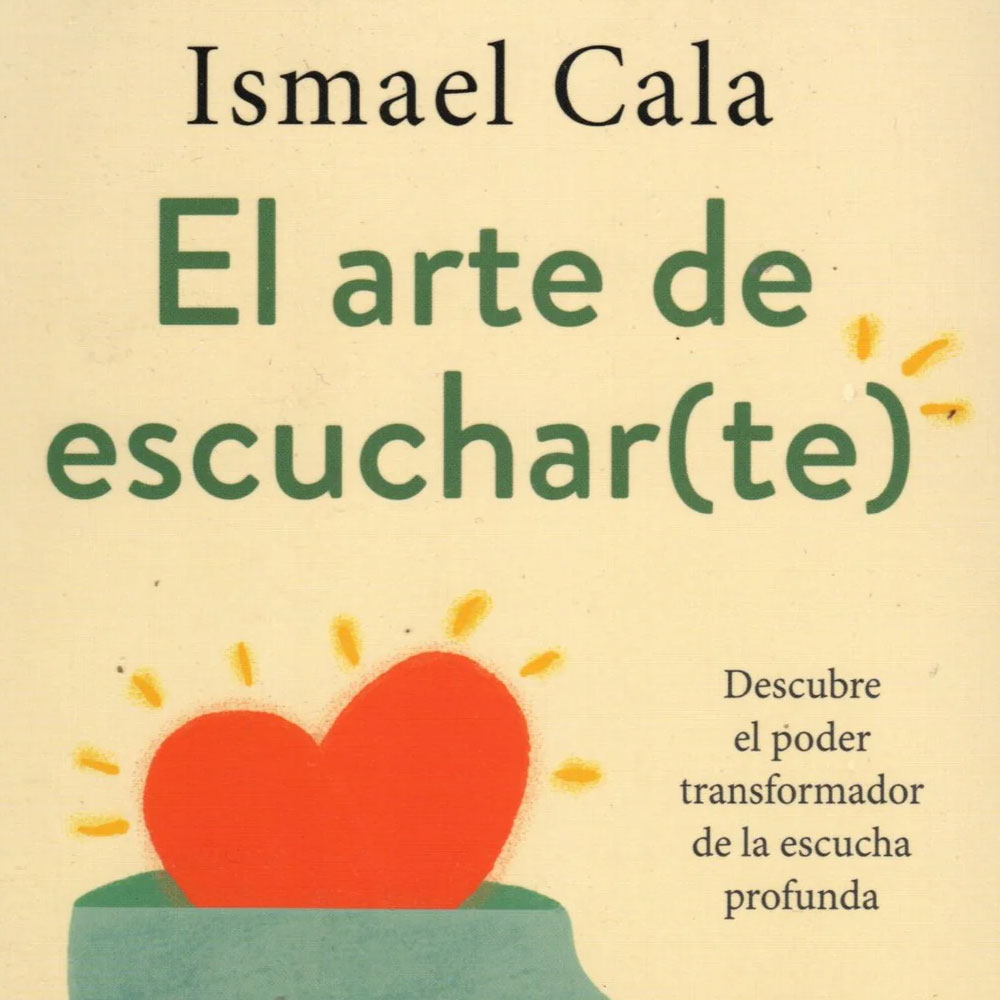 Ismael Cala
El arte de
escuchar(te)
Descubre
el poder
transformador
de la escucha
profunda